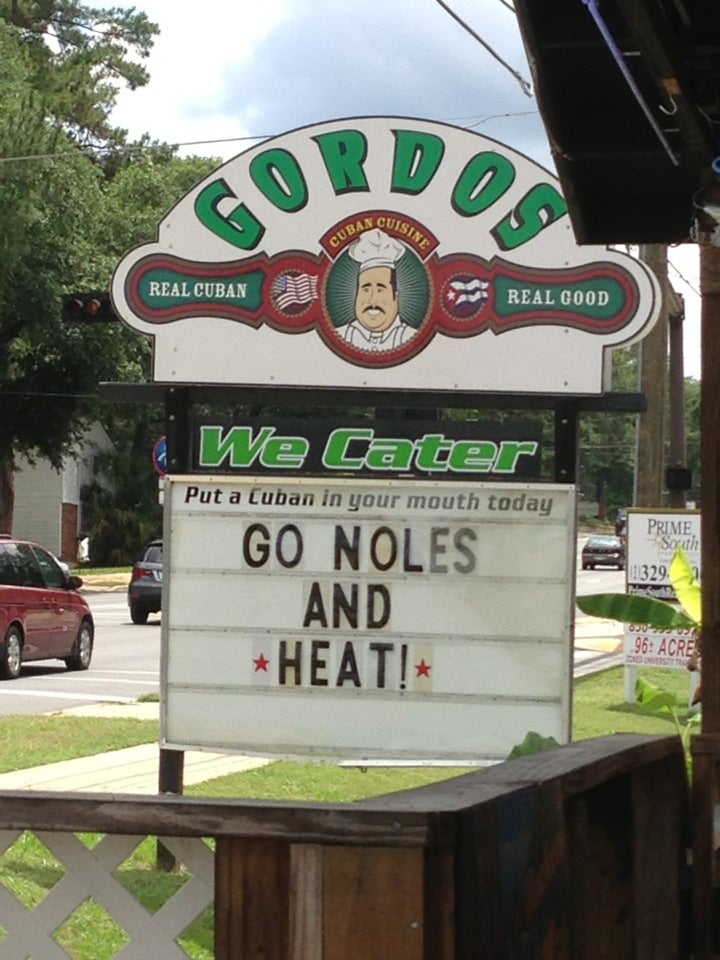 GORDOS
CUBAN CUISINE
REAL CUBAN
REAL GOOD
We Cater
Put a Cuban in your mouth today
GO NOLES
AND
HEAT!
PRIME
South
329
.96± ACRE